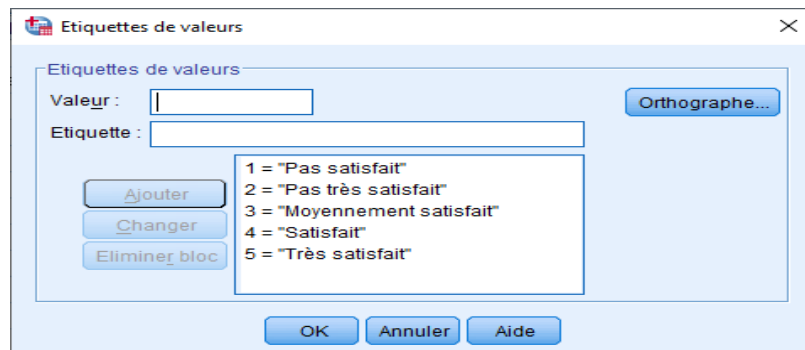 Etiquettes de valeurs
Etiquettes de valeurs
Valeur :
Orthographe...
Etiquette :
1 = "Pas satisfait"
2 = "Pas très satisfait"
3 = "Moyennement satisfait"
4 = "Satisfait"
5 = "Très satisfait"
Ajouter
Changer
Eliminer bloc
OK Annuler Aide